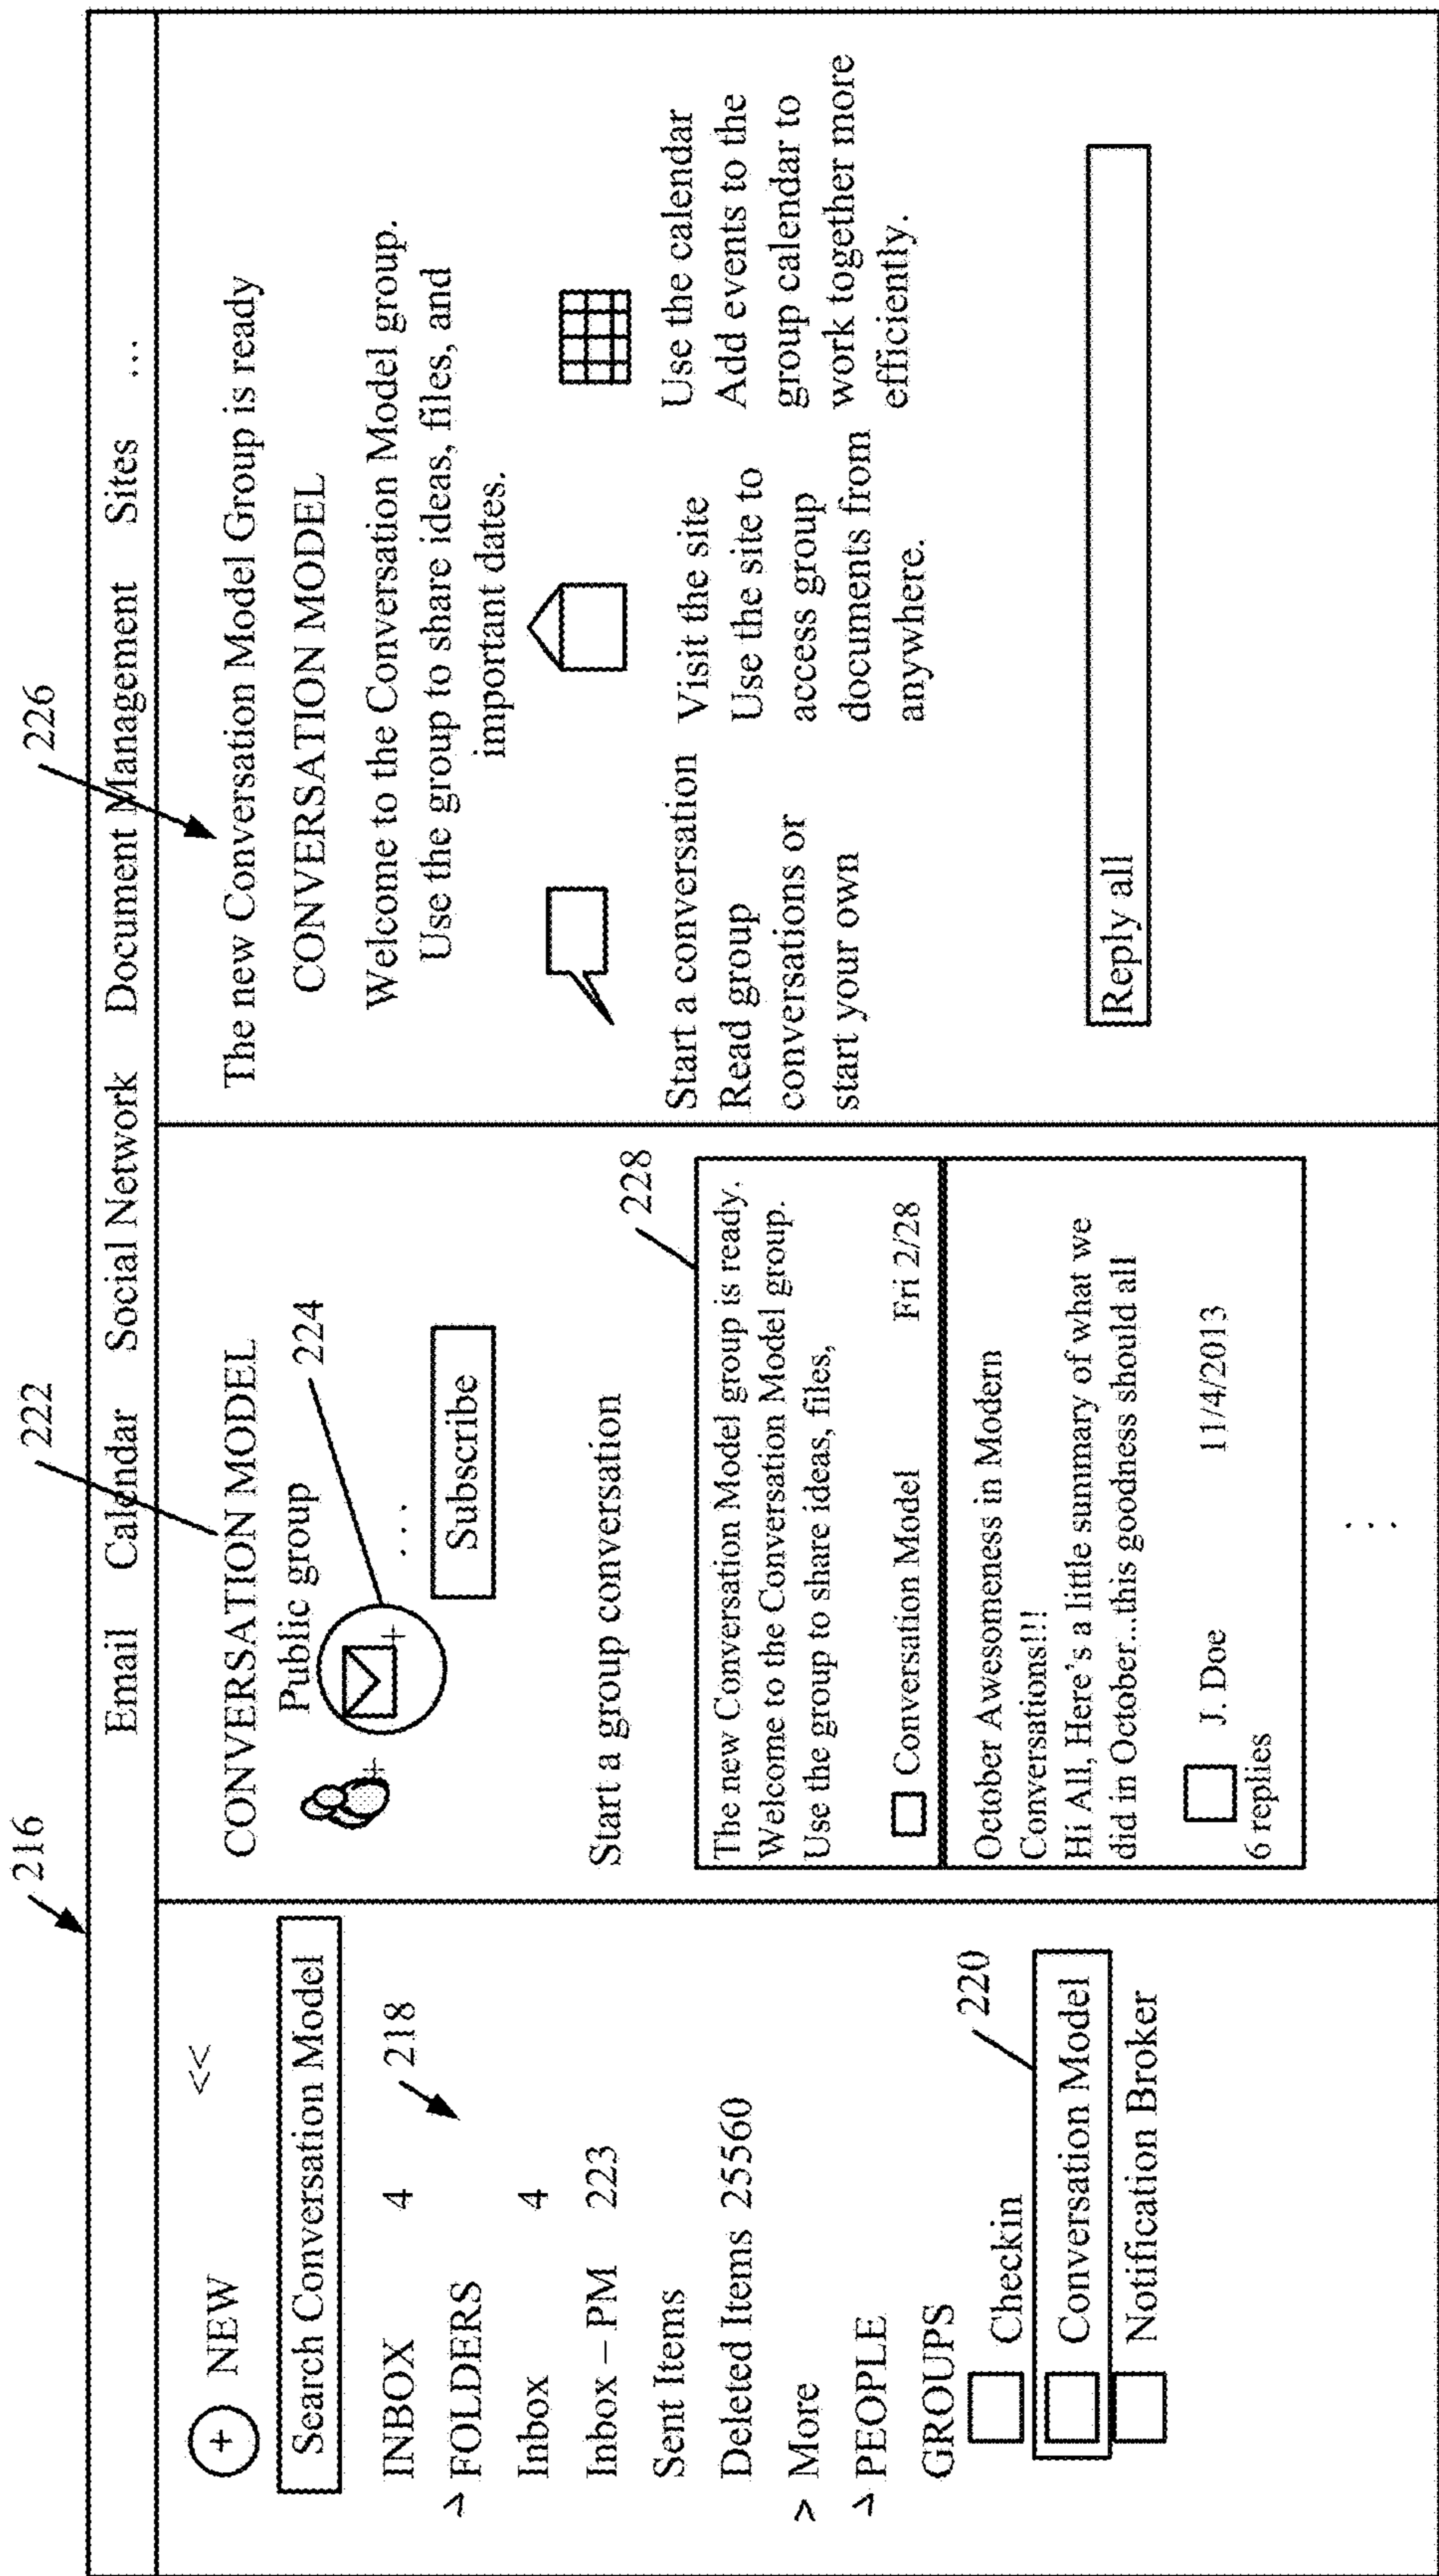 216
222
226
Email Calendar Social Network Document Management Sites ...
+ NEW <<
Search Conversation Model
INBOX 4
218
> FOLDERS
Inbox 4
Inbox – PM 223
Sent Items
Deleted Items 25560
> More
> PEOPLE
GROUPS
220
Checkin
Conversation Model
Notification Broker
CONVERSATION MODEL
Public group
224
+ + ...
Subscribe
Start a group conversation
228
The new Conversation Model group is ready.
Welcome to the Conversation Model group.
Use the group to share ideas, files,
Conversation Model Fri 2/28
October Awesomeness in Modern
Conversations!!!
Hi All, Here's a little summary of what we
did in October...this goodness should all
J. Doe 11/4/2013
6 replies
...
The new Conversation Model Group is ready
CONVERSATION MODEL
Welcome to the Conversation Model group.
Use the group to share ideas, files, and
important dates.
Start a conversation
Read group
conversations or
start your own
Visit the site
Use the site to
access group
documents from
anywhere.
Use the calendar
Add events to the
group calendar to
work together more
efficiently.
Reply all